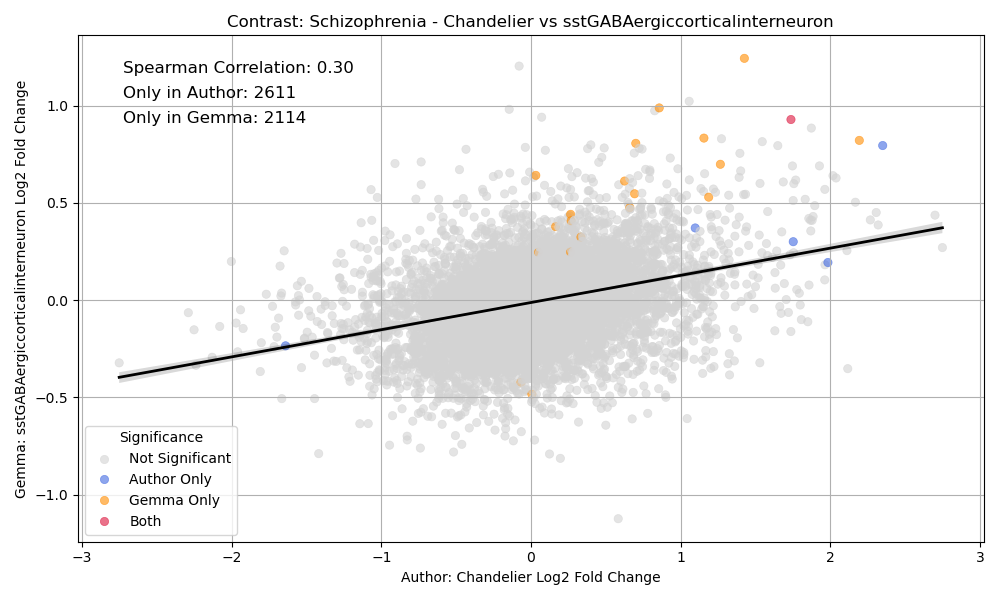 Contrast: Schizophrenia - Chandelier vs sstGABAergiccorticalinterneuron
Spearman Correlation: 0.30
Only in Author: 2611
Only in Gemma: 2114
Gemma: sstGABAergiccorticalinterneuron Log2 Fold Change
1.0
0.5
0.0
−0.5
−1.0
Significance
Not Significant
Author Only
Gemma Only
Both
−3
−2
−1
0
1
2
3
Author: Chandelier Log2 Fold Change